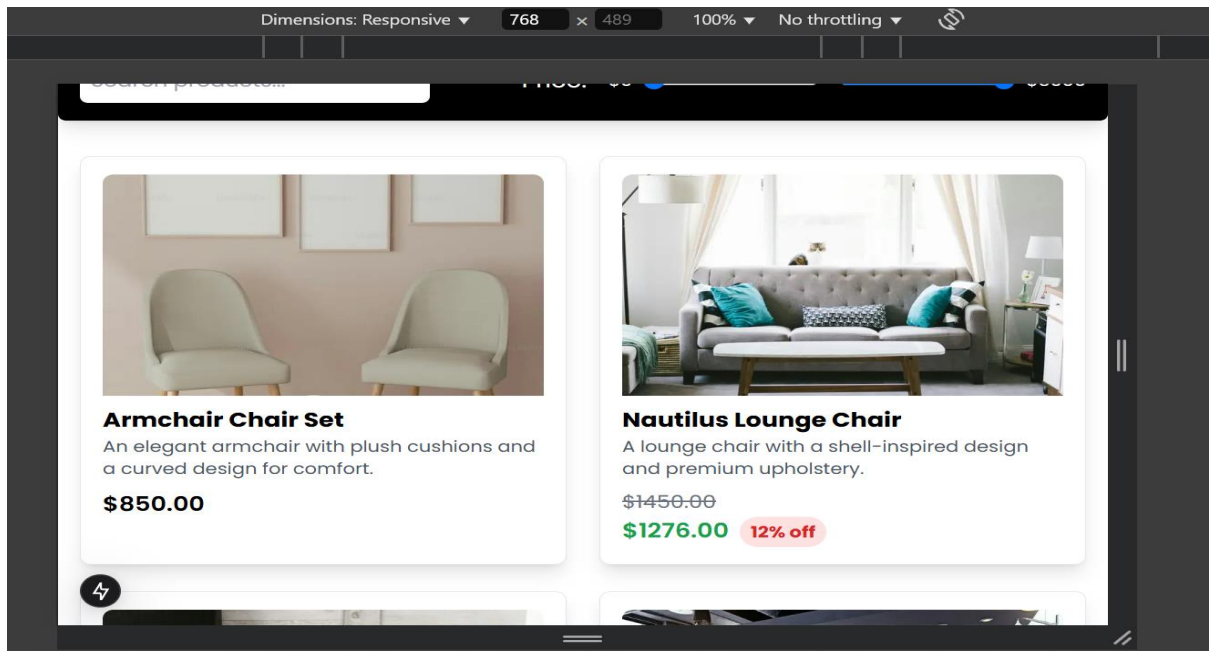 Dimensions: Responsive 768 × 489 100% No throttling
Search products... Price: $0
Armchair Chair Set
An elegant armchair with plush cushions and
a curved design for comfort.
$850.00
Nautilus Lounge Chair
A lounge chair with a shell-inspired design
and premium upholstery.
$1450.00
$1276.00 12% off